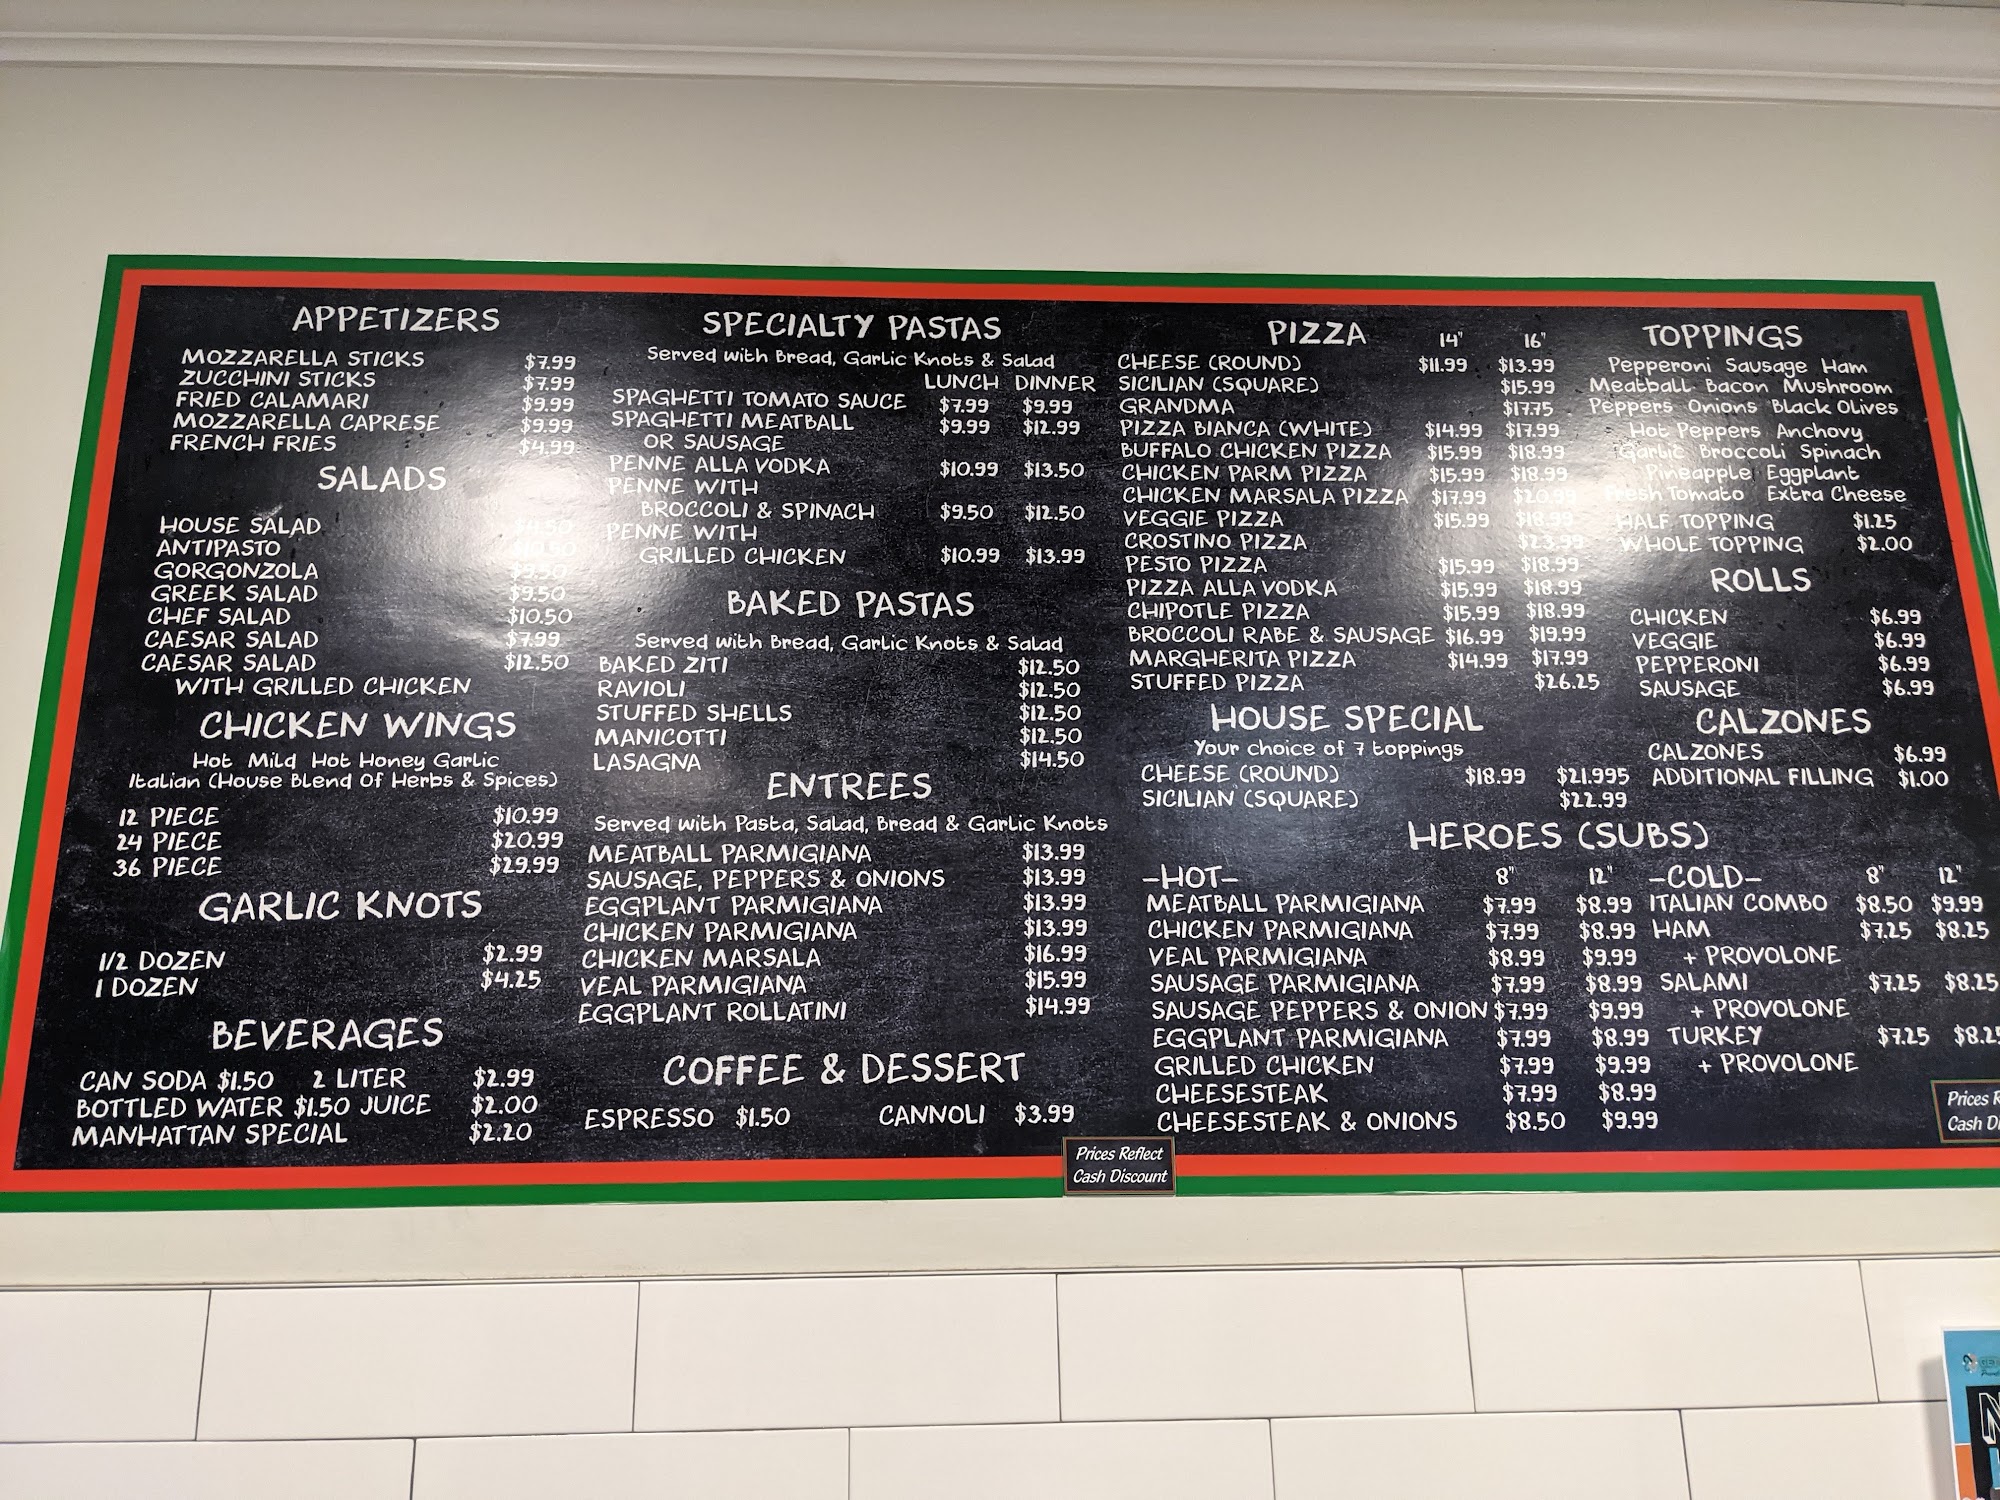 APPETIZERS
MOZZARELLA STICKS $7.99
ZUCCHINI STICKS $7.99
FRIED CALAMARI $9.99
MOZZARELLA CAPRESE $9.99
FRENCH FRIES $4.99
SALADS
HOUSE SALAD
ANTIPASTO
GORGONZOLA $9.50
GREEK SALAD $9.50
CHEF SALAD $10.50
CAESAR SALAD $7.99
CAESAR SALAD $12.50
WITH GRILLED CHICKEN
CHICKEN WINGS
Hot Mild Hot Honey Garlic
Italian (House Blend Of Herbs & Spices)
12 PIECE $10.99
24 PIECE $20.99
36 PIECE $29.99
GARLIC KNOTS
1/2 DOZEN $2.99
1 DOZEN $4.25
BEVERAGES
CAN SODA $1.50 2 LITER $2.99
BOTTLED WATER $1.50 JUICE $2.00
MANHATTAN SPECIAL $2.20
SPECIALTY PASTAS
Served with Bread, Garlic Knots & Salad
LUNCH DINNER
SPAGHETTI TOMATO SAUCE $7.99 $9.99
SPAGHETTI MEATBALL $9.99 $12.99
OR SAUSAGE
PENNE ALLA VODKA $10.99 $13.50
PENNE WITH
BROCCOLI & SPINACH $9.50 $12.50
PENNE WITH
GRILLED CHICKEN $10.99 $13.99
BAKED PASTAS
Served with Bread, Garlic Knots & Salad
BAKED ZITI $12.50
RAVIOLI $12.50
STUFFED SHELLS $12.50
MANICOTTI $12.50
LASAGNA $14.50
ENTREES
Served with Pasta, Salad, Bread & Garlic Knots
MEATBALL PARMIGIANA $13.99
SAUSAGE, PEPPERS & ONIONS $13.99
EGGPLANT PARMIGIANA $13.99
CHICKEN PARMIGIANA $13.99
CHICKEN MARSALA $16.99
VEAL PARMIGIANA $15.99
EGGPLANT ROLLATINI $14.99
COFFEE & DESSERT
ESPRESSO $1.50 CANNOLI $3.99
PIZZA 14" 16"
CHEESE (ROUND) $11.99 $13.99
SICILIAN (SQUARE) $15.99
GRANDMA $17.75
PIZZA BIANCA (WHITE) $14.99 $17.99
BUFFALO CHICKEN PIZZA $15.99 $18.99
CHICKEN PARM PIZZA $15.99 $18.99
CHICKEN MARSALA PIZZA $17.99 $20.99
VEGGIE PIZZA $15.99 $18.99
CROSTINO PIZZA $23.99
PESTO PIZZA $15.99 $18.99
PIZZA ALLA VODKA $15.99 $18.99
CHIPOTLE PIZZA $15.99 $18.99
BROCCOLI RABE & SAUSAGE $16.99 $19.99
MARGHERITA PIZZA $14.99 $17.99
STUFFED PIZZA $26.25
HOUSE SPECIAL
Your choice of 7 toppings
CHEESE (ROUND) $18.99 $21.995
SICILIAN (SQUARE) $22.99
TOPPINGS
Pepperoni Sausage Ham
Meatball Bacon Mushroom
Peppers Onions Black Olives
Hot Peppers Anchovy
Garlic Broccoli Spinach
Pineapple Eggplant
Fresh Tomato Extra Cheese
HALF TOPPING $1.25
WHOLE TOPPING $2.00
ROLLS
CHICKEN $6.99
VEGGIE $6.99
PEPPERONI $6.99
SAUSAGE $6.99
CALZONES
CALZONES $6.99
ADDITIONAL FILLING $1.00
HEROES (SUBS)
-HOT- 8" 12"
MEATBALL PARMIGIANA $7.99 $8.99
CHICKEN PARMIGIANA $7.99 $8.99
VEAL PARMIGIANA $8.99 $9.99
SAUSAGE PARMIGIANA $7.99 $8.99
SAUSAGE PEPPERS & ONION $7.99 $9.99
EGGPLANT PARMIGIANA $7.99 $8.99
GRILLED CHICKEN $7.99 $9.99
CHEESESTEAK $7.99 $8.99
CHEESESTEAK & ONIONS $8.50 $9.99
-COLD- 8" 12"
ITALIAN COMBO $8.50 $9.99
HAM $7.25 $8.25
+ PROVOLONE
SALAMI $7.25 $8.25
+ PROVOLONE
TURKEY $7.25 $8.25
+ PROVOLONE
Prices Reflect
Cash Discount
Prices
Cash